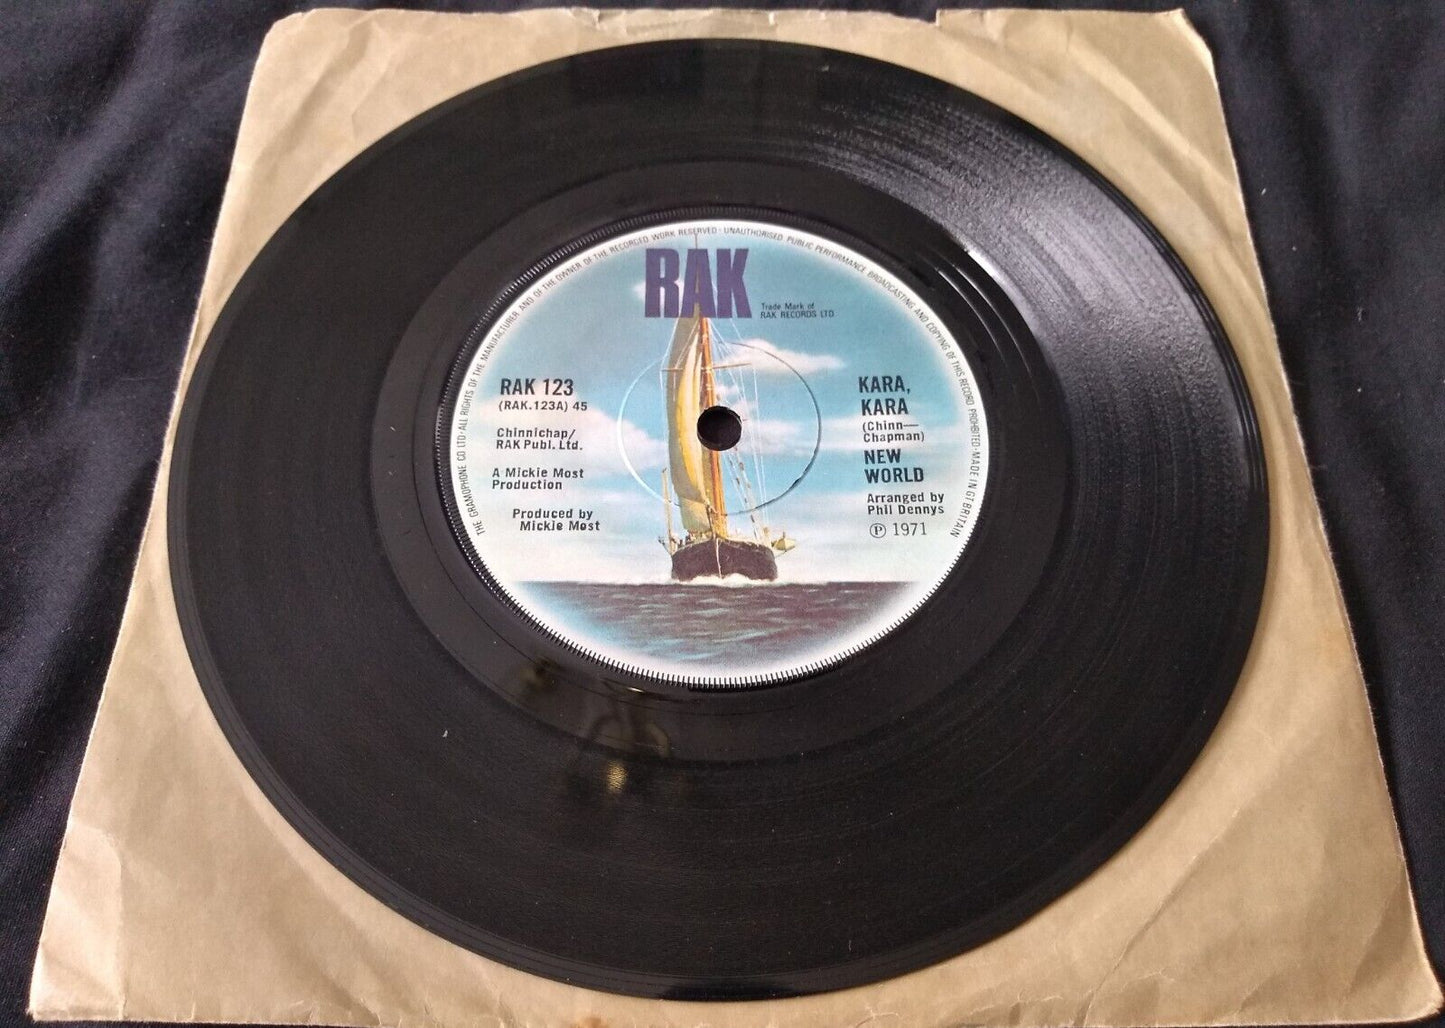 THE GRAMOPHONE CO LTD·ALL RIGHTS OF THE MANUFACTURER AND OF THE OWNER OF THE RECORDED WORK RESERVED·UNAUTHORISED PUBLIC PERFORMANCE BROADCASTING AND COPYING OF THIS RECORD PROHIBITED·MADE IN GT. BRITAIN
RAK
Trade Mark of
RAK RECORDS LTD
RAK 123
(RAK.123A) 45
Chinnichap/
RAK Publ. Ltd.
A Mickie Most
Production
Produced by
Mickie Most
KARA,
KARA
(Chinn—
Chapman)
NEW
WORLD
Arranged by
Phil Dennys
Ⓟ 1971